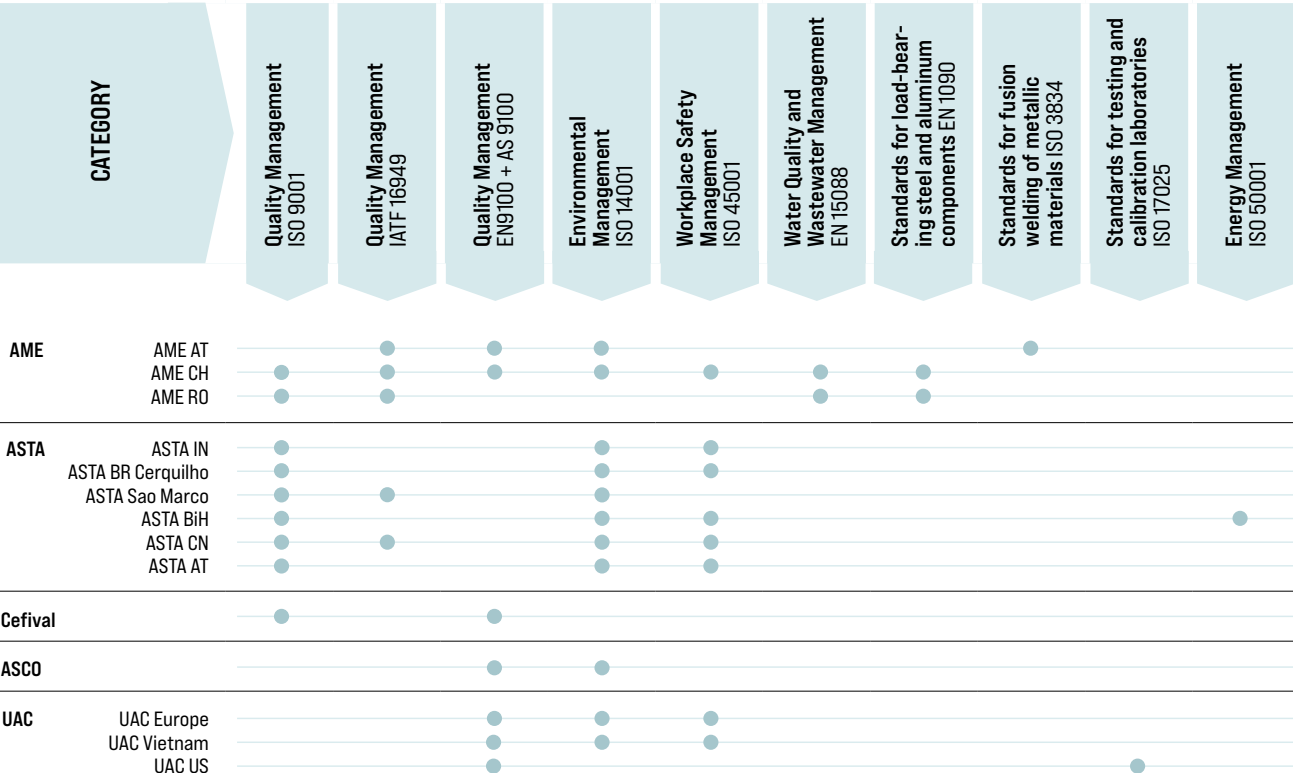 CATEGORY
Quality Management
ISO 9001
Quality Management
IATF 16949
Quality Management
EN9100 + AS 9100
Environmental
Management
ISO 14001
Workplace Safety
Management
ISO 45001
Water Quality and
Wastewater Management
EN 15088
Standards for load-bear-
ing steel and aluminum
components EN 1090
Standards for fusion
welding of metallic
materials ISO 3834
Standards for testing and
calibration laboratories
ISO 17025
Energy Management
ISO 50001
AME AME AT
AME CH
AME RO
ASTA ASTA IN
ASTA BR Cerquilho
ASTA Sao Marco
ASTA BiH
ASTA CN
ASTA AT
Cefival
ASCO
UAC UAC Europe
UAC Vietnam
UAC US